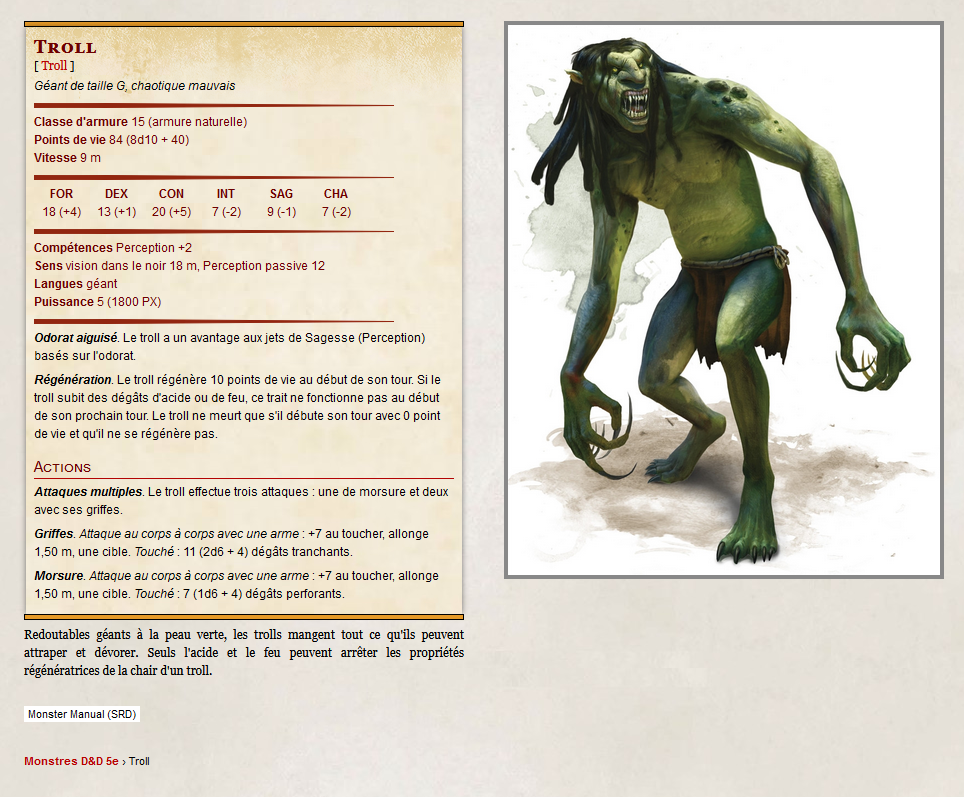 Troll
[ Troll ]
Géant de taille G, chaotique mauvais
Classe d'armure 15 (armure naturelle)
Points de vie 84 (8d10 + 40)
Vitesse 9 m
FOR DEX CON INT SAG CHA
18 (+4) 13 (+1) 20 (+5) 7 (-2) 9 (-1) 7 (-2)
Compétences Perception +2
Sens vision dans le noir 18 m, Perception passive 12
Langues géant
Puissance 5 (1800 PX)
Odorat aiguisé. Le troll a un avantage aux jets de Sagesse (Perception)
basés sur l'odorat.
Régénération. Le troll régénère 10 points de vie au début de son tour. Si le
troll subit des dégâts d'acide ou de feu, ce trait ne fonctionne pas au début
de son prochain tour. Le troll ne meurt que s'il débute son tour avec 0 point
de vie et qu'il ne se régénère pas.
Actions
Attaques multiples. Le troll effectue trois attaques : une de morsure et deux
avec ses griffes.
Griffes. Attaque au corps à corps avec une arme : +7 au toucher, allonge
1,50 m, une cible. Touché : 11 (2d6 + 4) dégâts tranchants.
Morsure. Attaque au corps à corps avec une arme : +7 au toucher, allonge
1,50 m, une cible. Touché : 7 (1d6 + 4) dégâts perforants.
Redoutables géants à la peau verte, les trolls mangent tout ce qu'ils peuvent
attraper et dévorer. Seuls l'acide et le feu peuvent arrêter les propriétés
régénératrices de la chair d'un troll.
Monster Manual (SRD)
Monstres D&D 5e › Troll